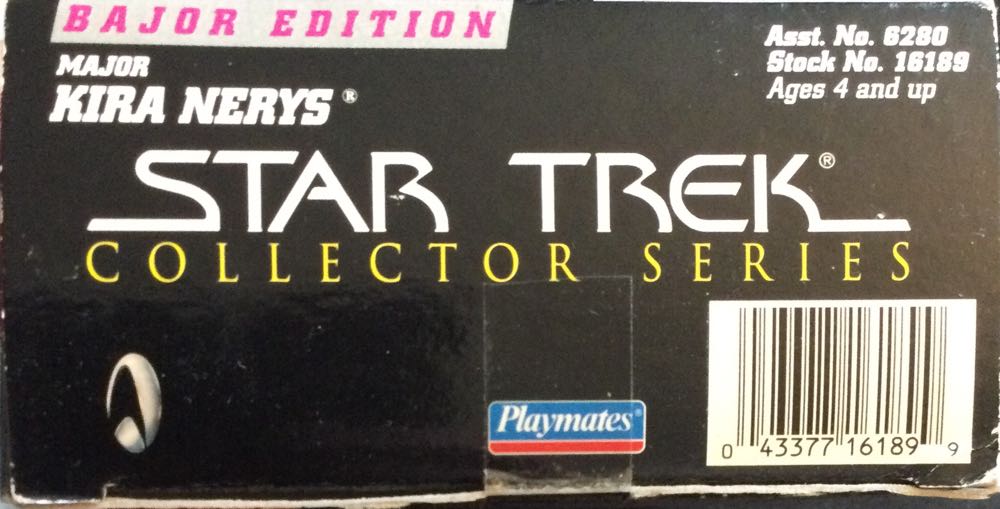 BAJOR EDITION
MAJOR
KIRA NERYS®
Asst. No. 6280
Stock No. 16189
Ages 4 and up
STAR TREK®
COLLECTOR SERIES
Playmates®
0 43377 16189 9